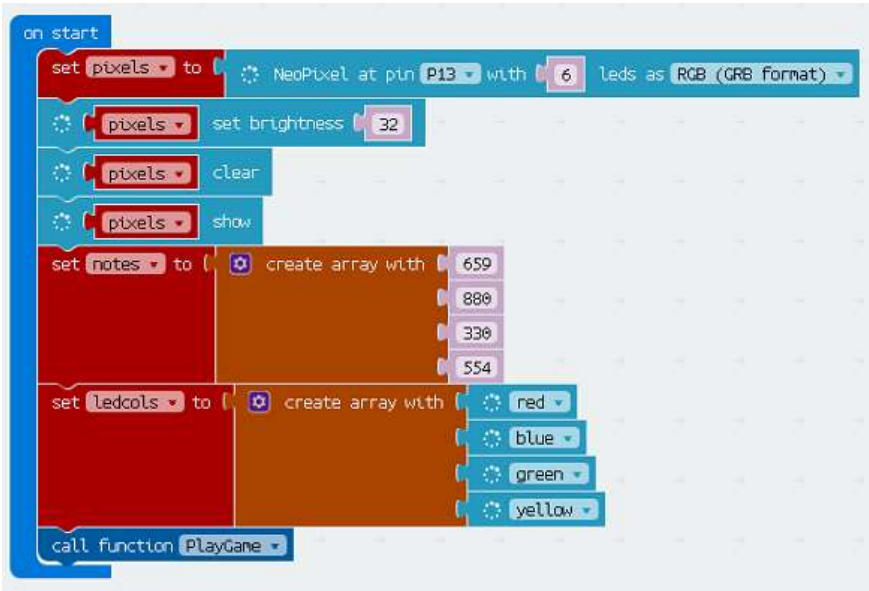 on start
set pixels to NeoPixel at pin P13 with 6 leds as RGB (GRB format)
pixels set brightness 32
pixels clear
pixels show
set notes to create array with 659
880
330
554
set ledcols to create array with red
blue
green
yellow
call function PlayGame